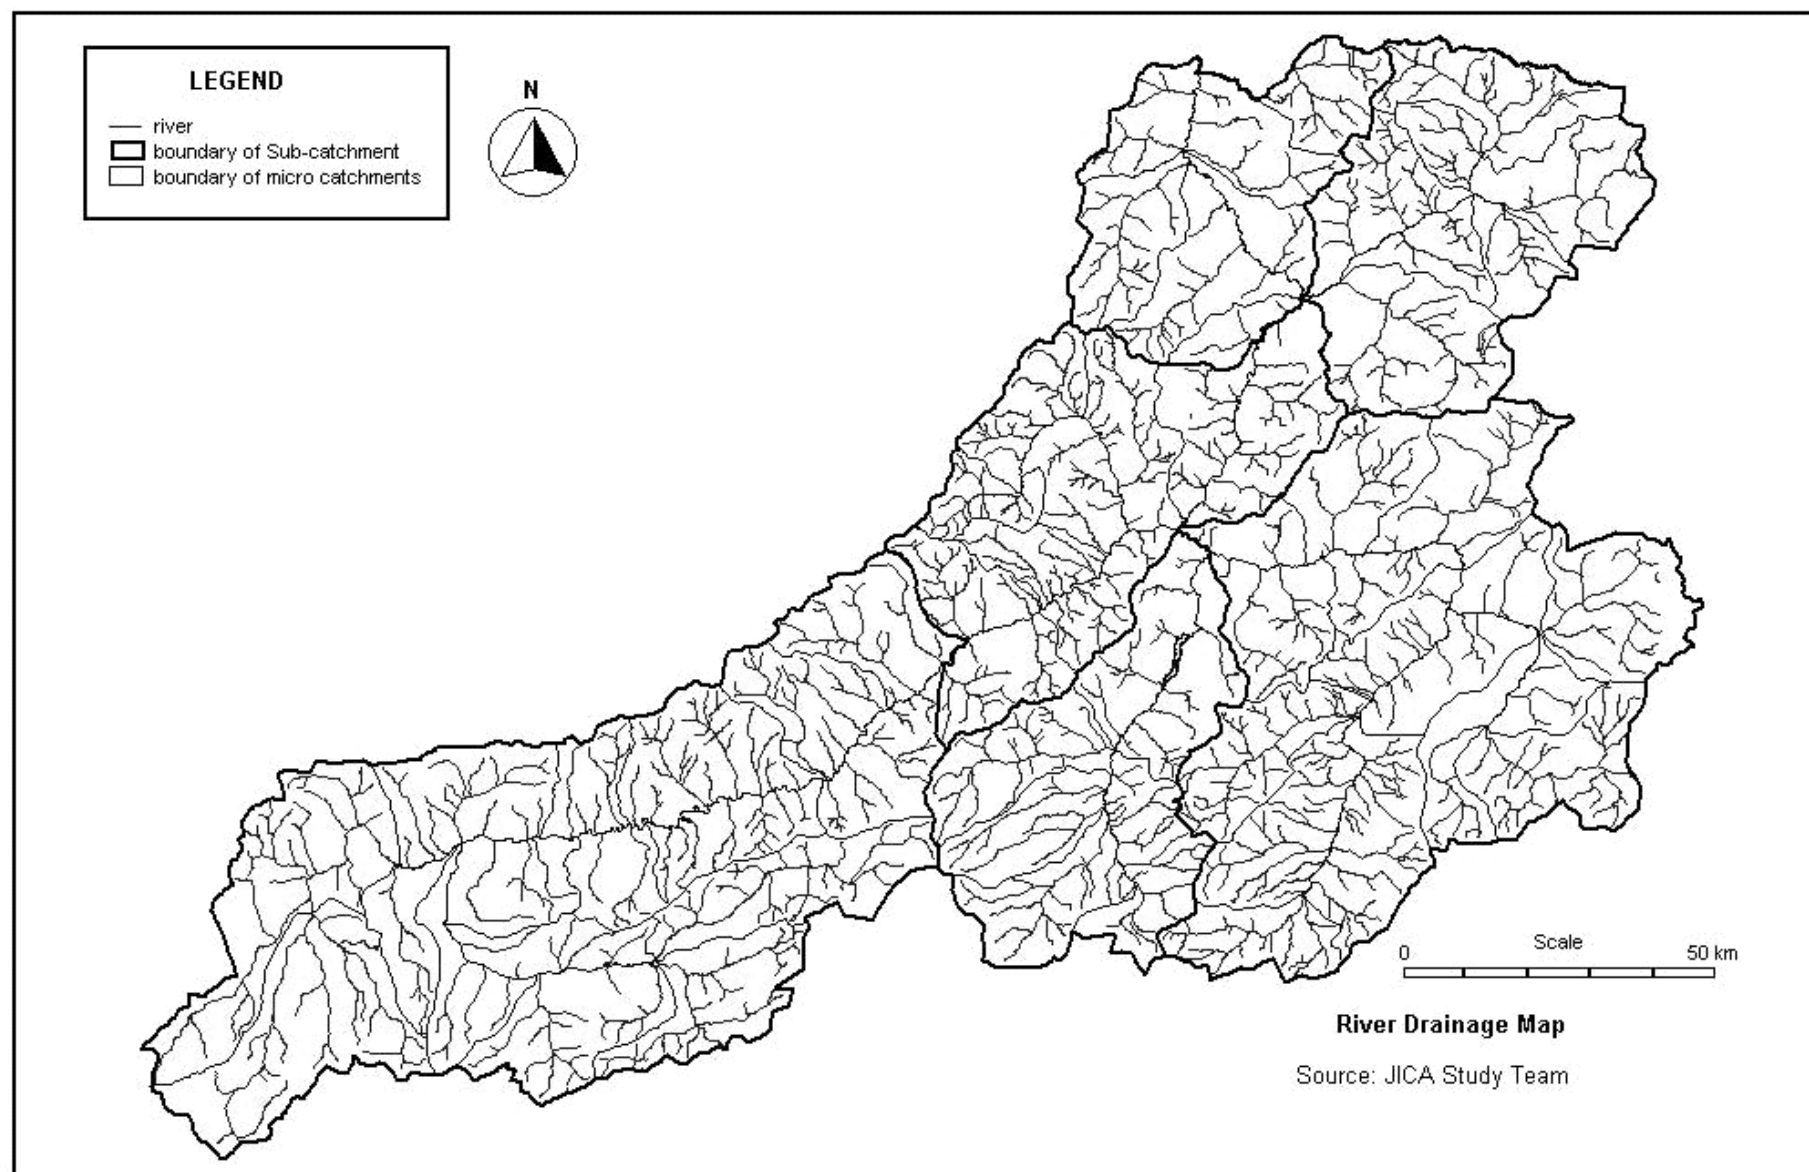 LEGEND
river
boundary of Sub-catchment
boundary of micro catchments
N
Scale
0 50 km
River Drainage Map
Source: JICA Study Team